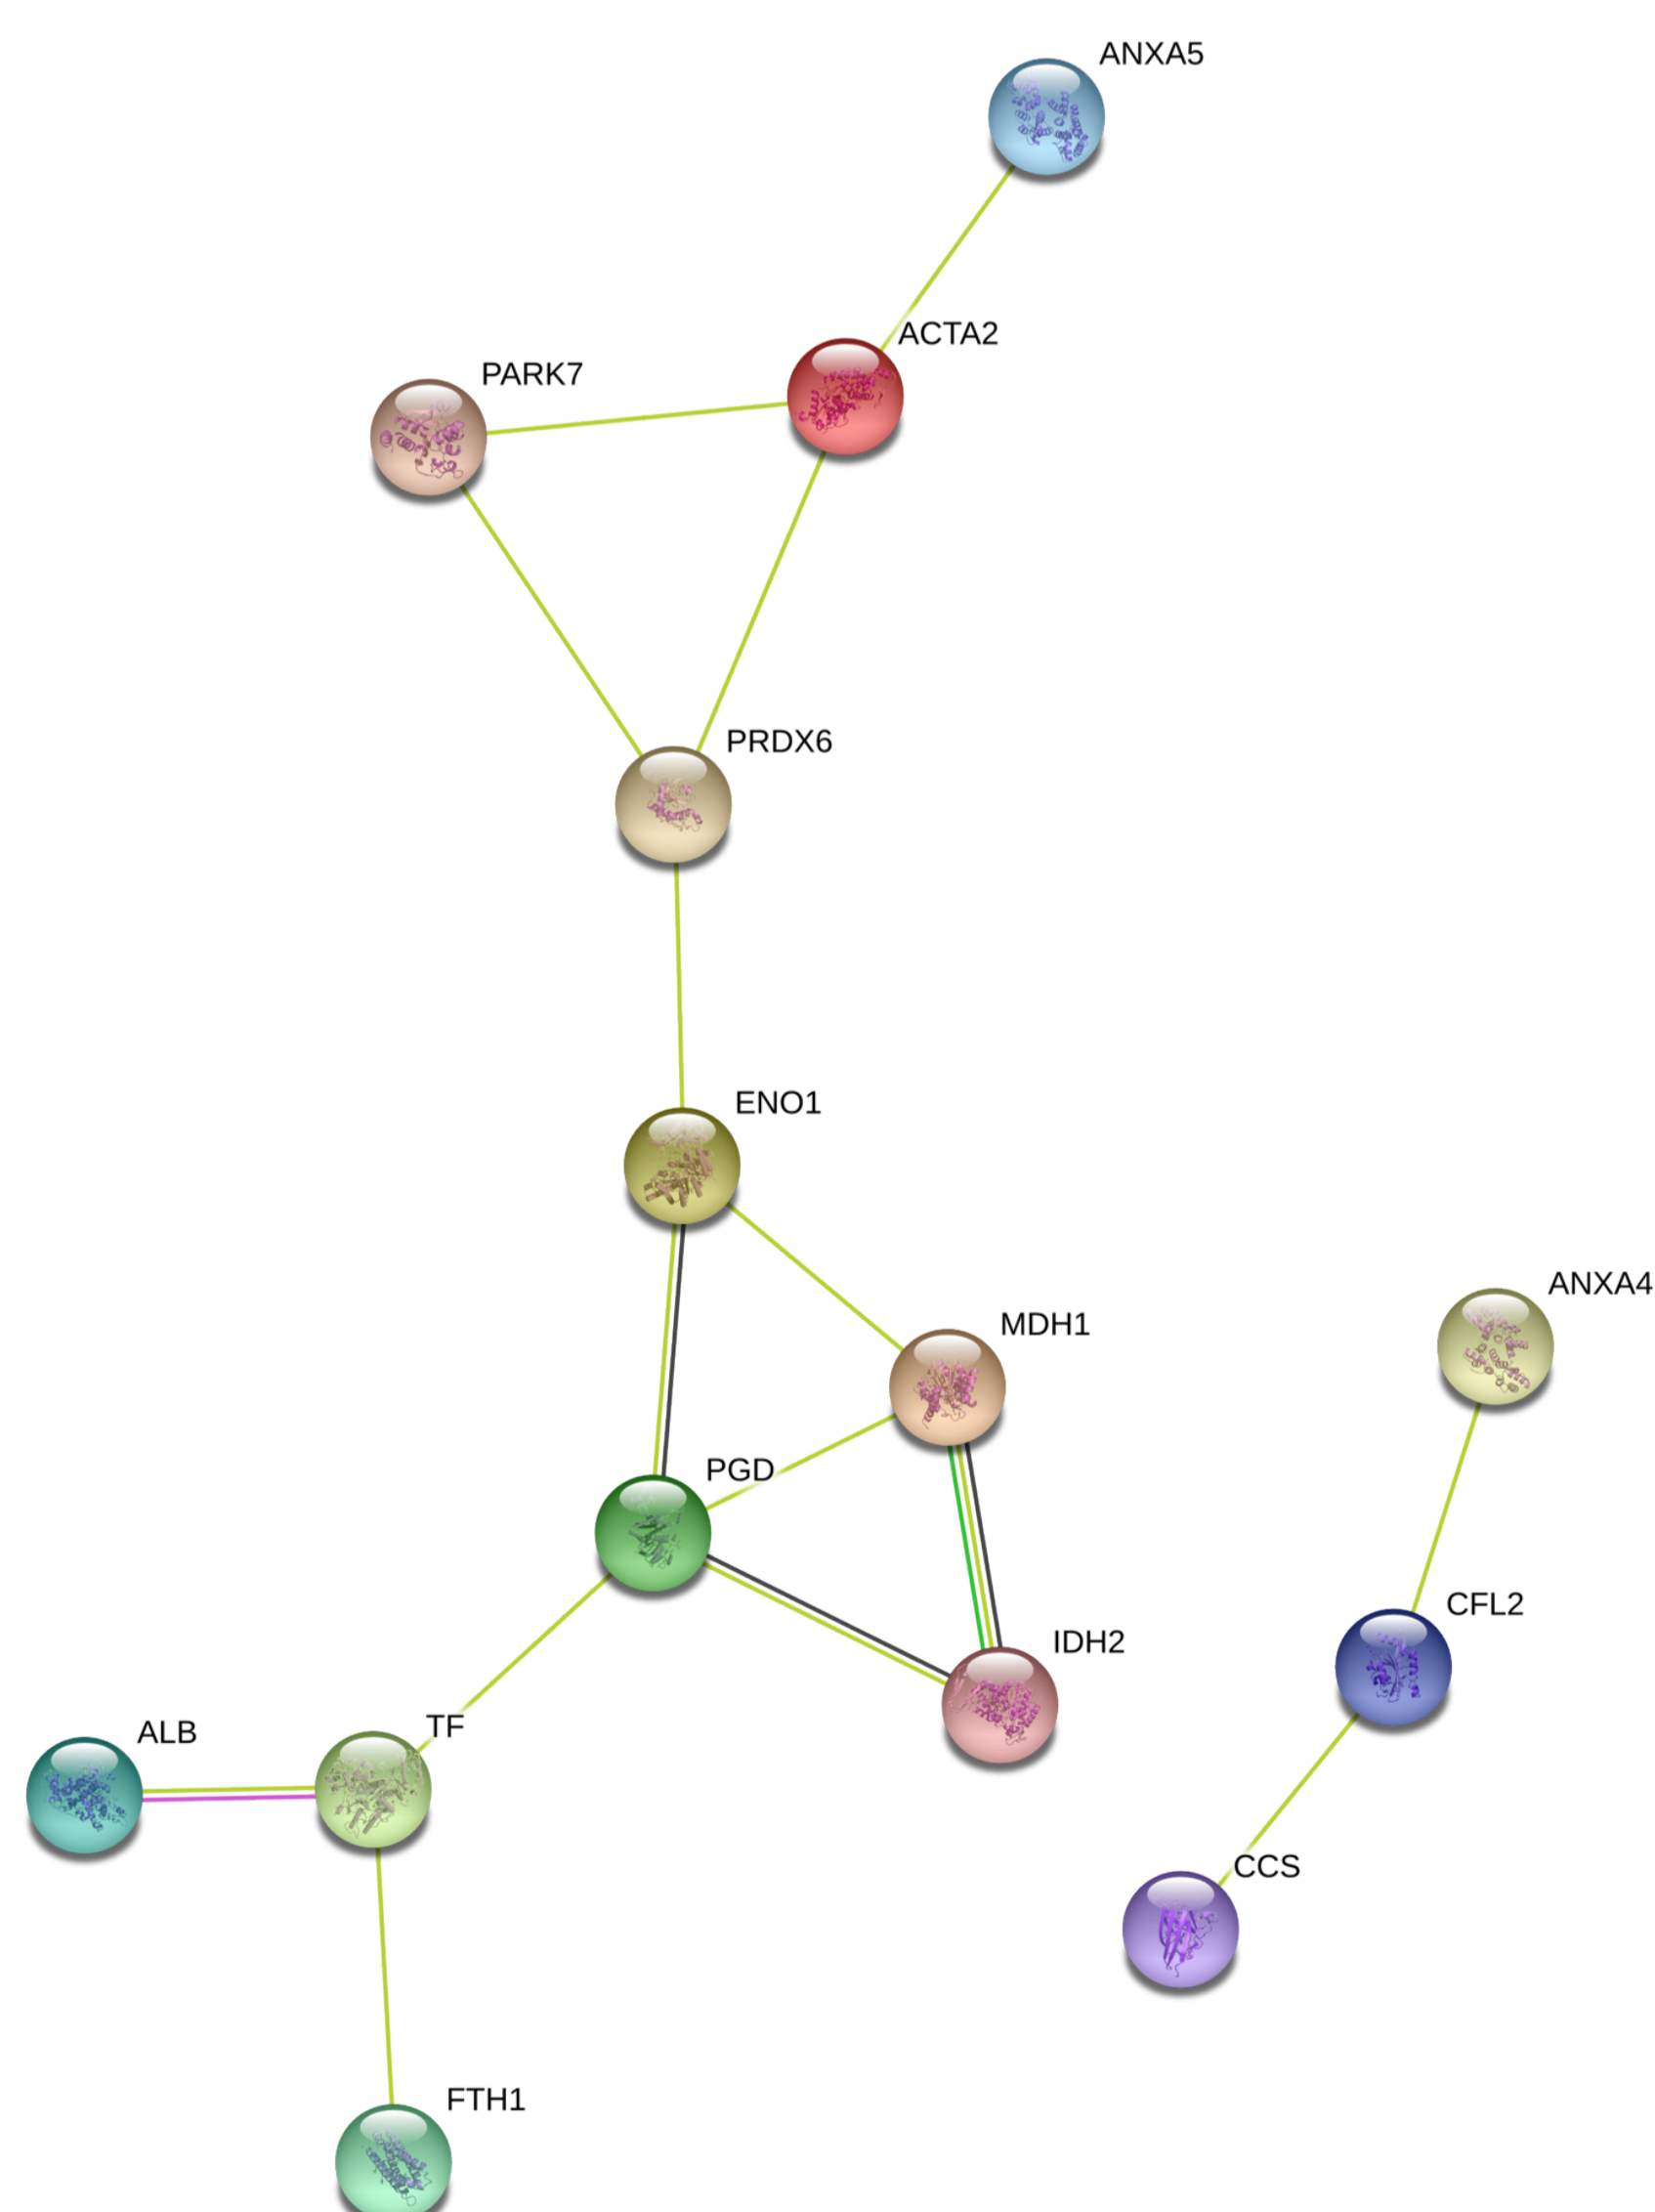 ANXA5
ACTA2
PARK7
PRDX6
ENO1
ANXA4
MDH1
PGD
CFL2
IDH2
TF
ALB
CCS
FTH1